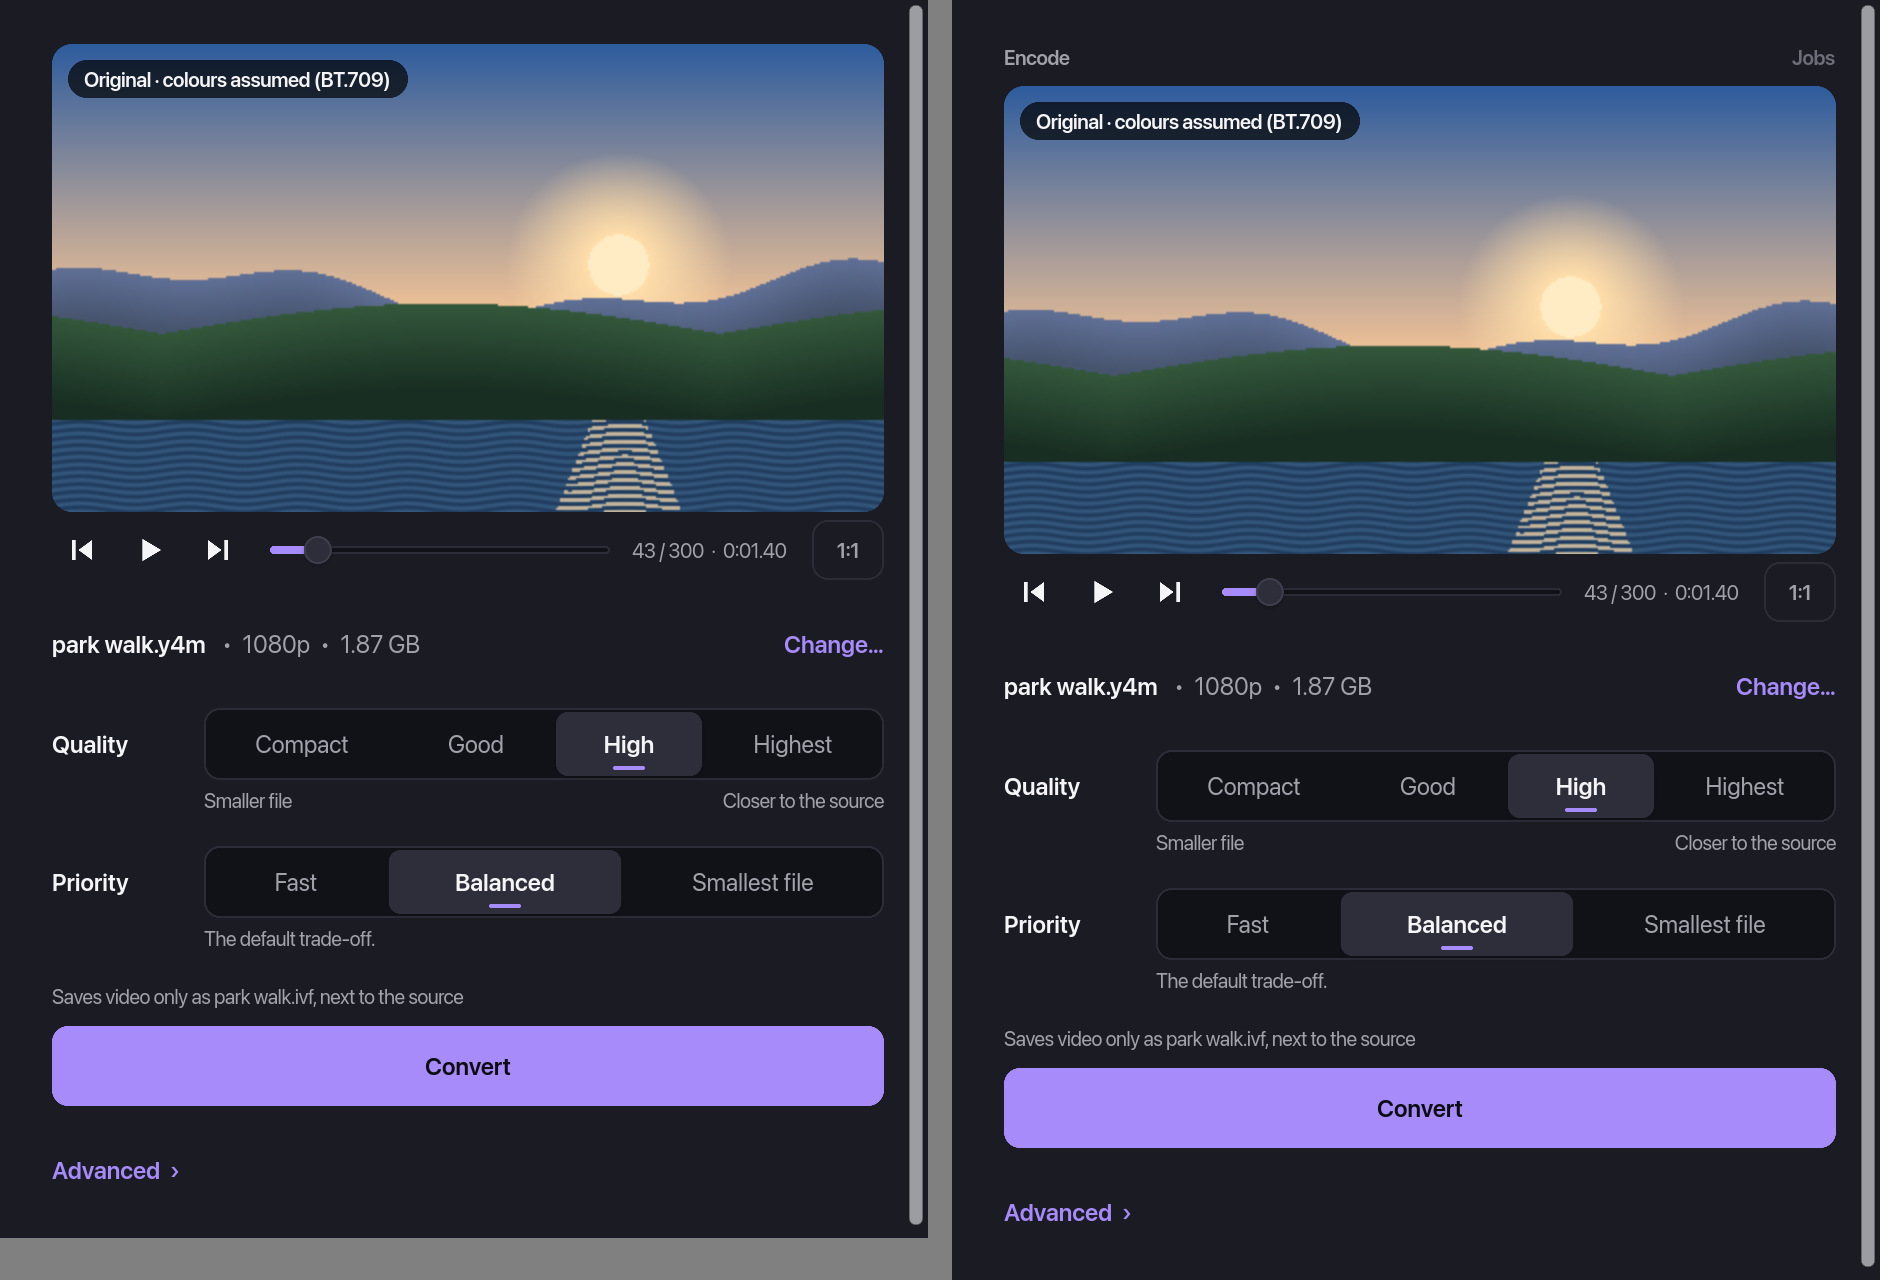 Original · colours assumed (BT.709)
43 / 300 · 0:01.40
1:1
park walk.y4m • 1080p • 1.87 GB
Change...
Quality
Compact
Good
High
Highest
Smaller file
Closer to the source
Priority
Fast
Balanced
Smallest file
The default trade-off.
Saves video only as park walk.ivf, next to the source
Convert
Advanced ›
Encode
Jobs
Original · colours assumed (BT.709)
43 / 300 · 0:01.40
1:1
park walk.y4m • 1080p • 1.87 GB
Change...
Quality
Compact
Good
High
Highest
Smaller file
Closer to the source
Priority
Fast
Balanced
Smallest file
The default trade-off.
Saves video only as park walk.ivf, next to the source
Convert
Advanced ›